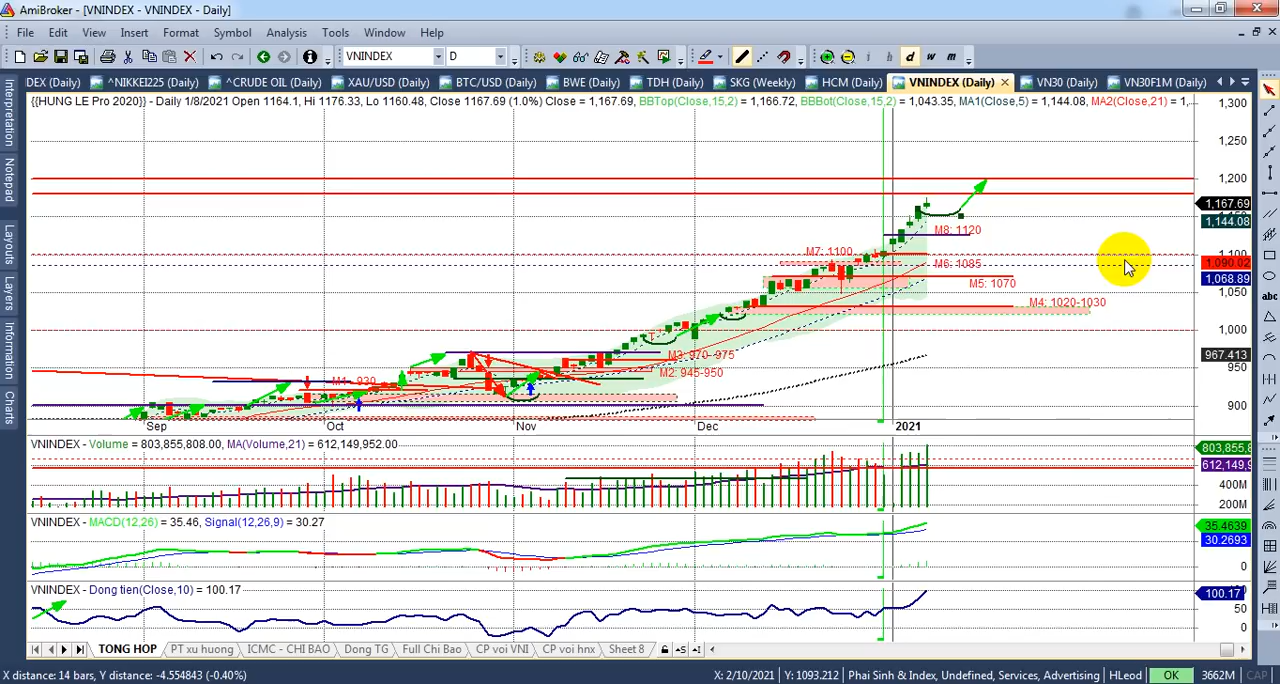 AmiBroker - [VNINDEX - VNINDEX - Daily]
File Edit View Insert Format Symbol Analysis Tools Window Help
VNINDEX D
i h d w m
DEX (Daily) ^NIKKEI225 (Daily) ^CRUDE OIL (Daily) XAU/USD (Daily) BTC/USD (Daily) BWE (Daily) TDH (Daily) SKG (Weekly) HCM (Daily) VNINDEX (Daily) VN30 (Daily) VN30F1M (Daily)
{{HUNG LE Pro 2020}} - Daily 1/8/2021 Open 1164.1, Hi 1176.33, Lo 1160.48, Close 1167.69 (1.0%) Close = 1,167.69, BBTop(Close,15,2) = 1,166.72, BBBot(Close,15,2) = 1,043.35, MA1(Close,5) = 1,144.08, MA2(Close,21) = 1,...
Interpretation
Notepad
Layouts
Layers
Information
Charts
abc
1,300
1,250
1,200
1,167.69
1,144.08
1,100
1,090.02
1,068.89
1,050
1,000
967.413
950
900
M8: 1120
M7: 1100
M6: 1085
M5: 1070
M4: 1020-1030
M3: 970-975
M2: 945-950
M1: 930
Sep Oct Nov Dec 2021
VNINDEX - Volume = 803,855,808.00, MA(Volume,21) = 612,149,952.00
803,855,8
612,149,9
400M
200M
VNINDEX - MACD(12,26) = 35.46, Signal(12,26,9) = 30.27
35.4639
30.2693
0
VNINDEX - Dong tien(Close,10) = 100.17
100.17
50
0
TONG HOP PT xu huong ICMC - CHI BAO Dong TG Full Chi Bao CP voi VNI CP voi hnx Sheet 8
X distance: 14 bars, Y distance: -4.554843 (-0.40%) X: 2/10/2021 Y: 1093.212 Phai Sinh & Index, Undefined, Services, Advertising HLeod OK 3662M CAP